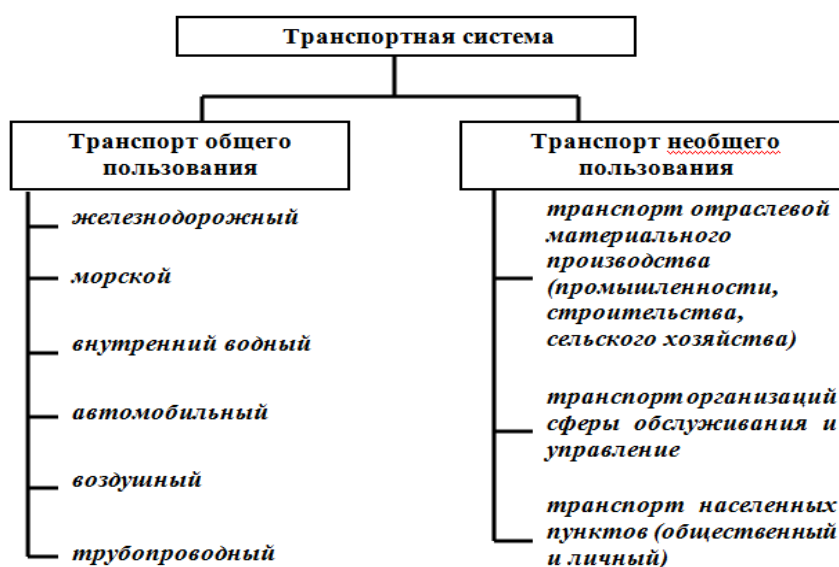 Транспортная система
Транспорт общего
пользования
железнодорожный
морской
внутренний водный
автомобильный
воздушный
трубопроводный
Транспорт необщего
пользования
транспорт отраслевой
материального
производства
(промышленности,
строительства,
сельского хозяйства)
транспорт организаций
сферы обслуживания и
управление
транспорт населенных
пунктов (общественный
и личный)